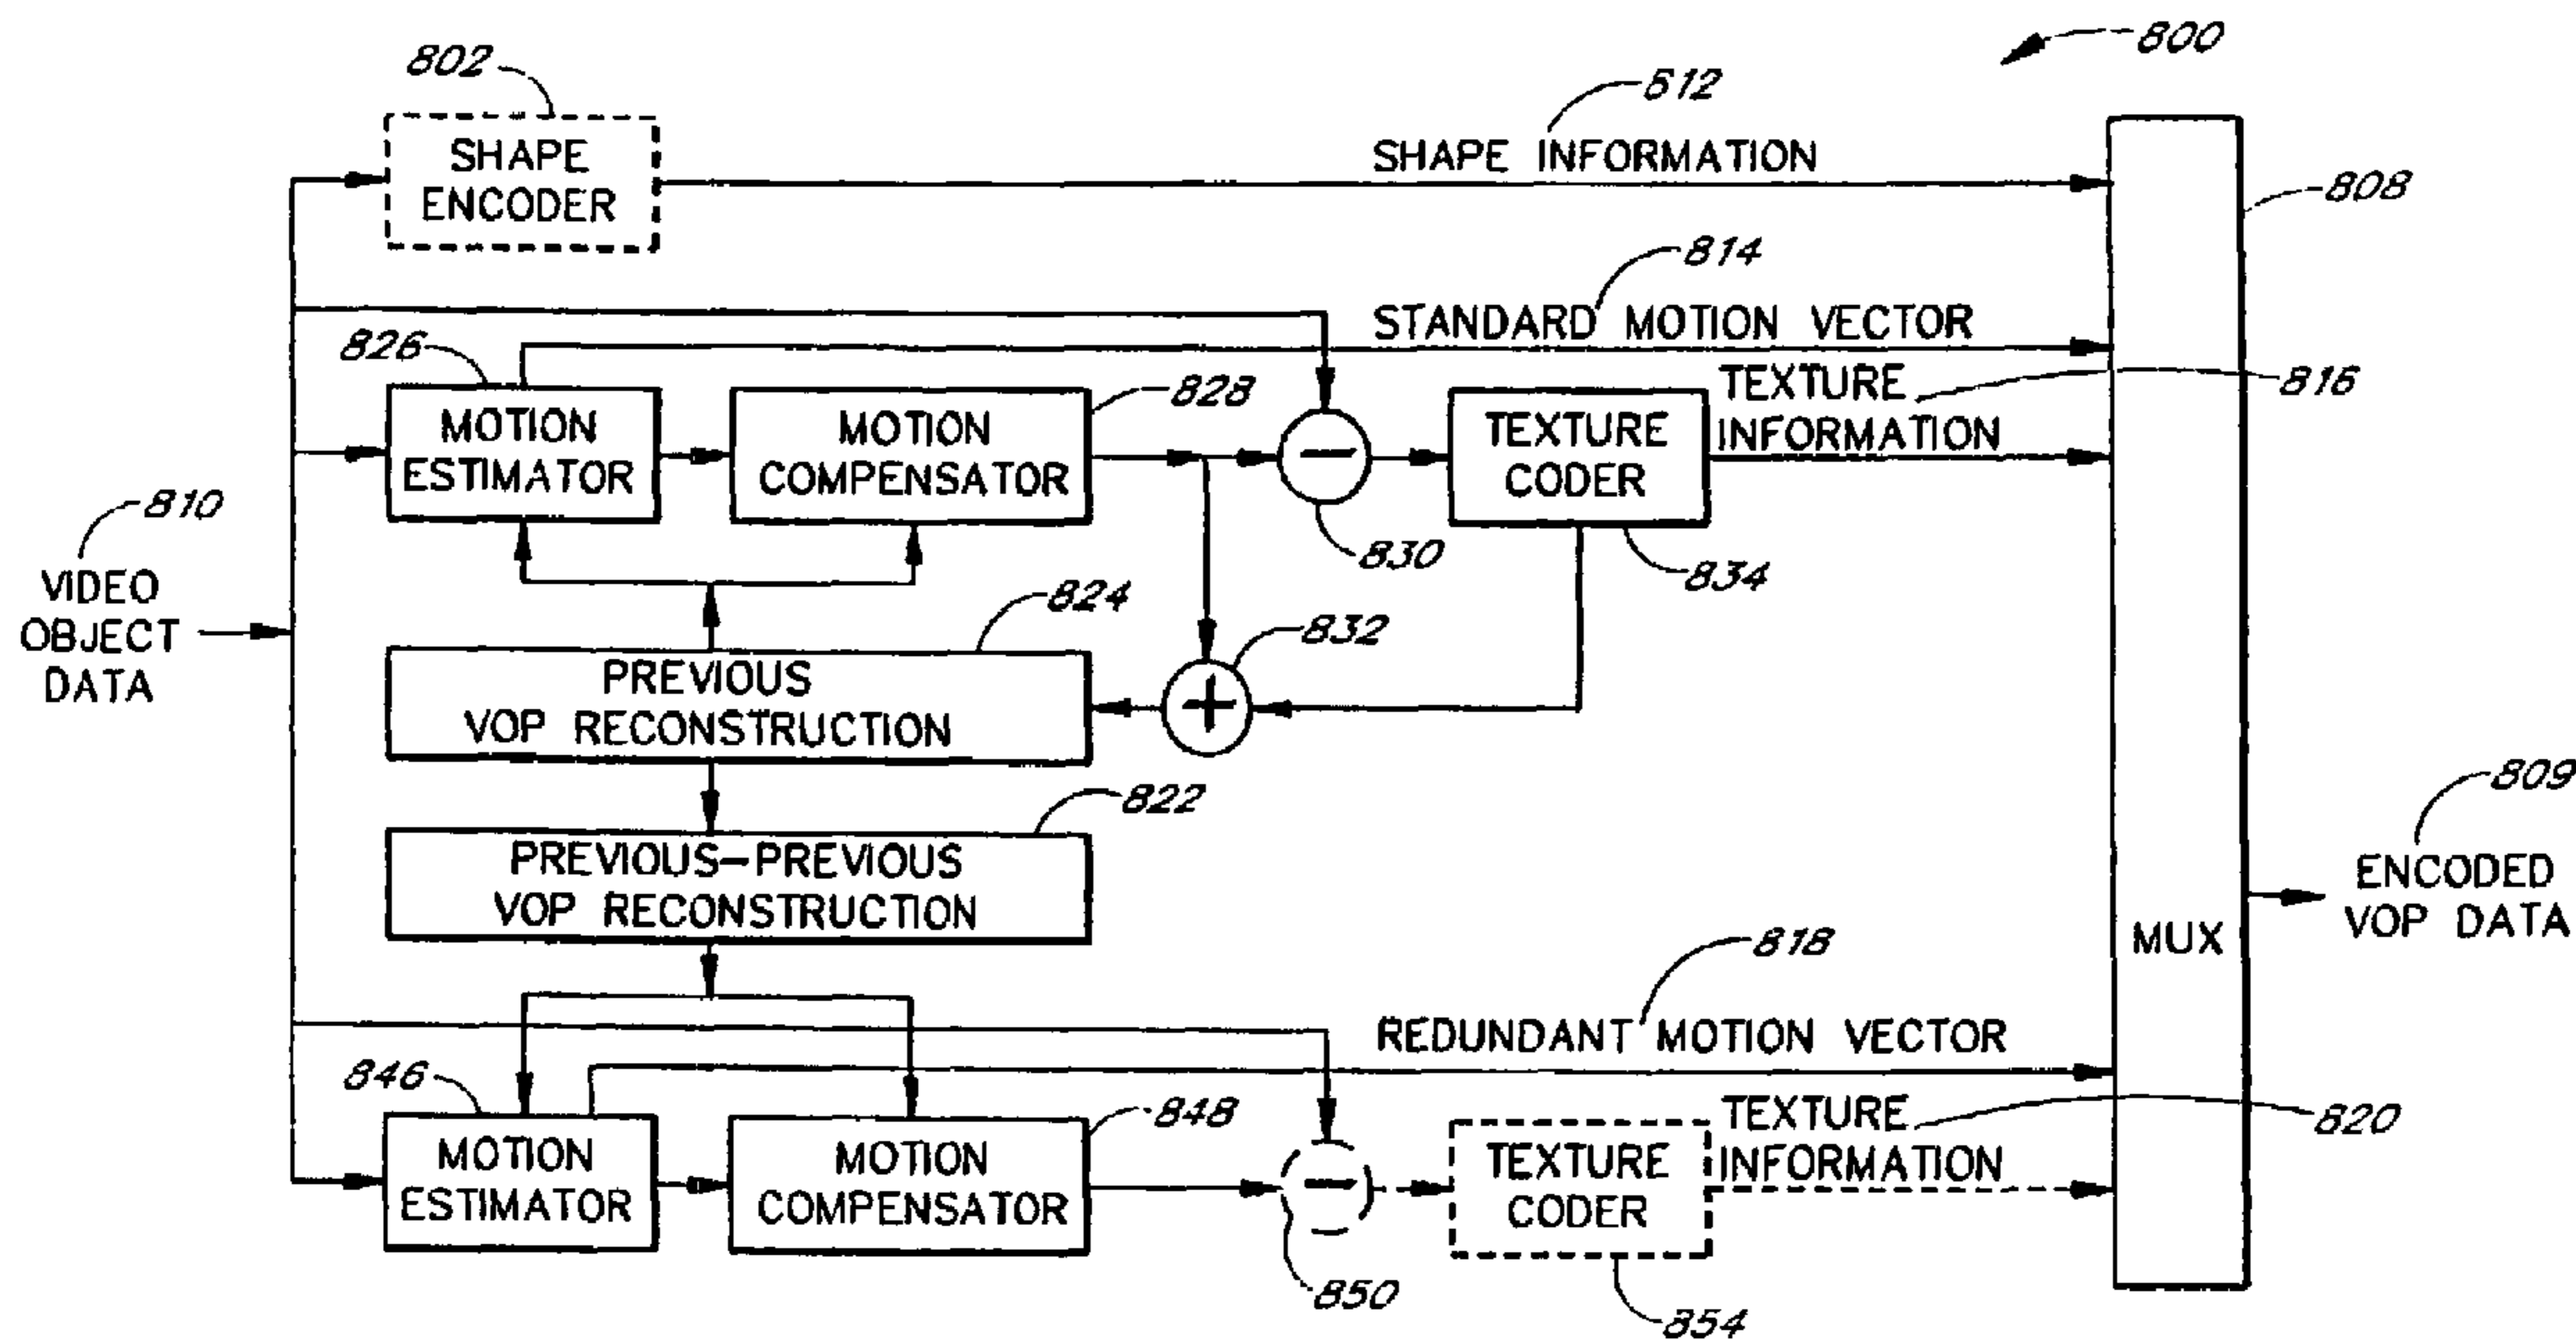 800
802
SHAPE
ENCODER
612
SHAPE INFORMATION
808
814
STANDARD MOTION VECTOR
826
MOTION
ESTIMATOR
828
MOTION
COMPENSATOR
830
TEXTURE
CODER
834
TEXTURE
INFORMATION
816
810
VIDEO
OBJECT
DATA
824
PREVIOUS
VOP RECONSTRUCTION
832
+
822
PREVIOUS-PREVIOUS
VOP RECONSTRUCTION
809
ENCODED
VOP DATA
MUX
818
REDUNDANT MOTION VECTOR
846
MOTION
ESTIMATOR
848
MOTION
COMPENSATOR
850
TEXTURE
CODER
854
TEXTURE
INFORMATION
820